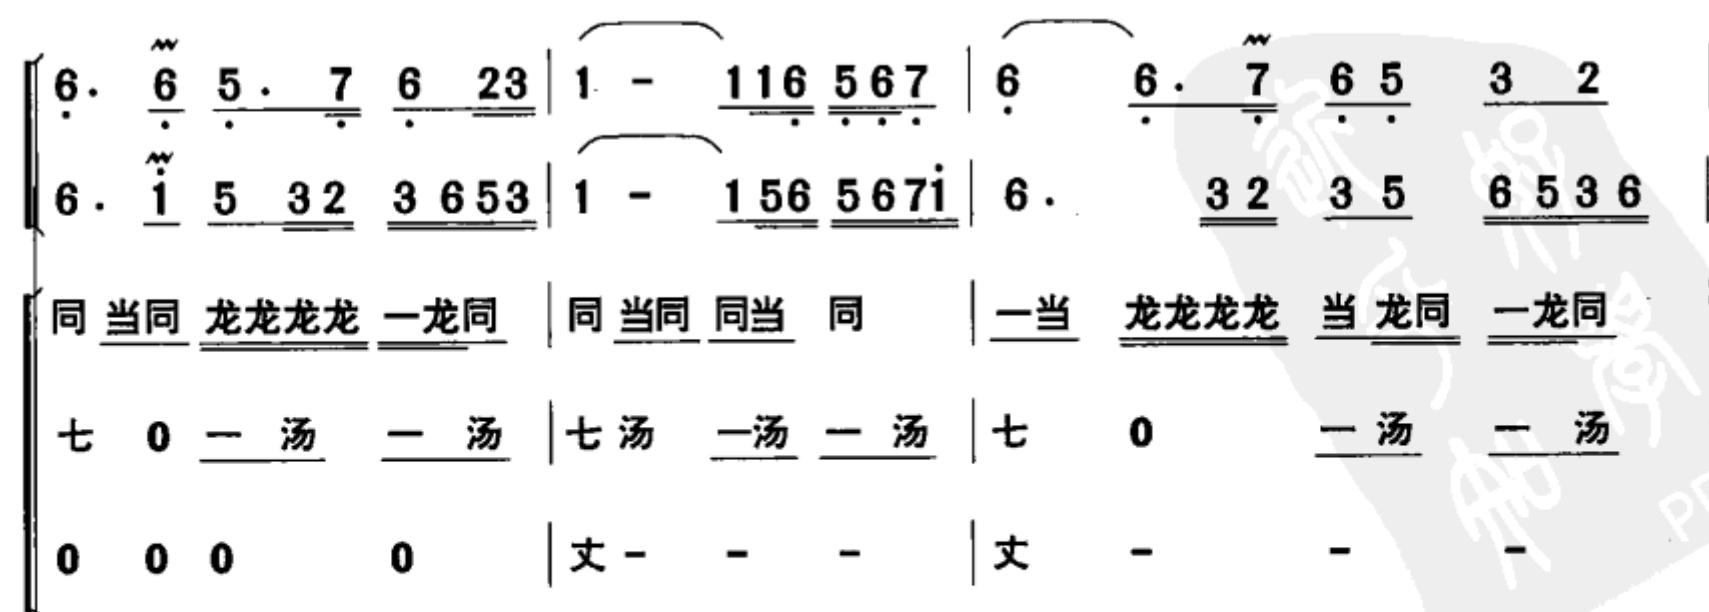 6. 6 5. 7 6 23 | 1 - 116 567 | 6 6. 7 65 3 2
6. 1 5 32 3653 | 1 - 156 5671 | 6. 32 35 6536
同 当同 龙龙龙龙 一龙同 | 同 当同 同当 同 | 一当 龙龙龙龙 当 龙同 一龙同
七 0 一 汤 一 汤 | 七 汤 一汤 一 汤 | 七 0 一 汤 一 汤
0 0 0 0 | 丈 - - - | 丈 - - -